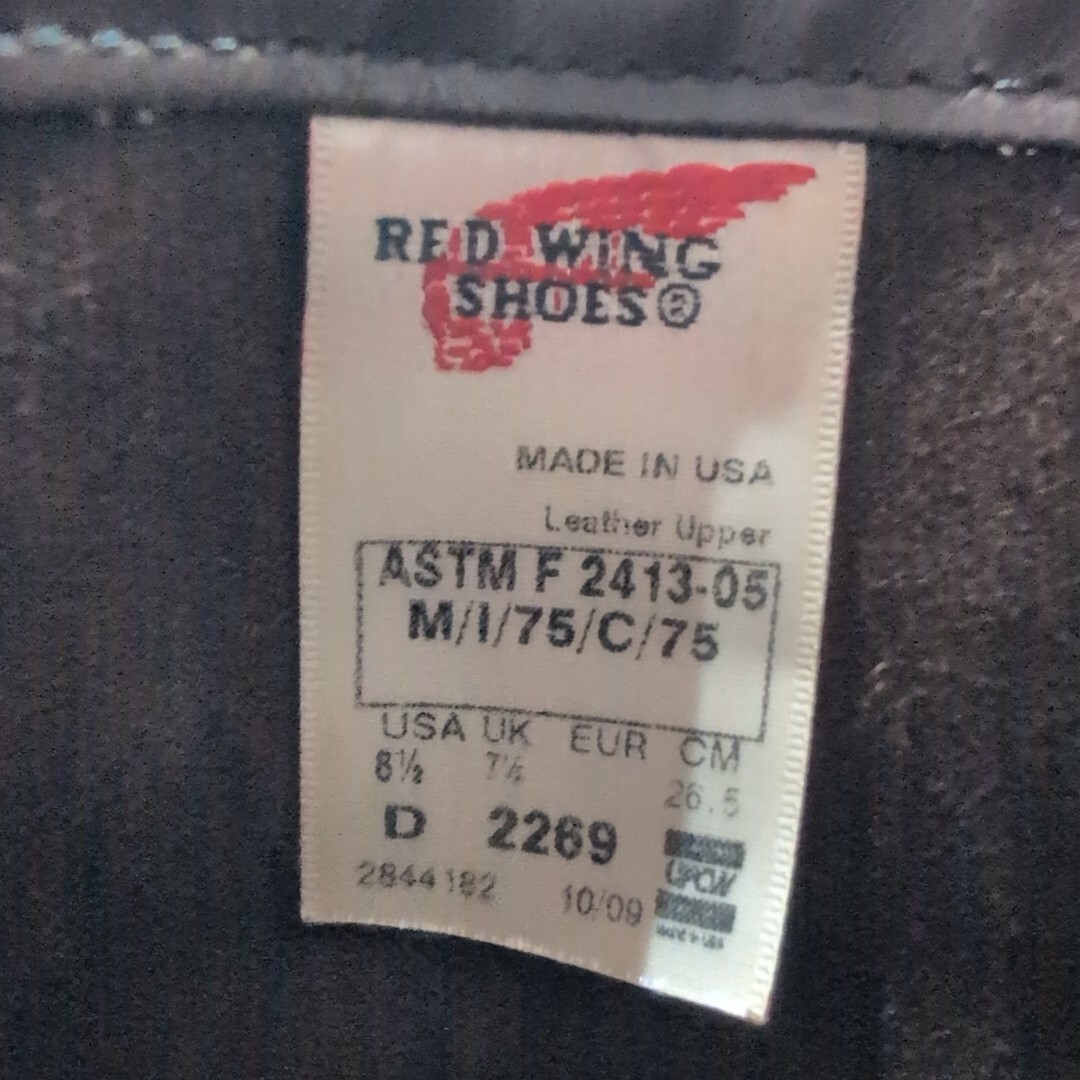 RED WING
SHOES®
MADE IN USA
Leather Upper
ASTM F 2413-05
M/I/75/C/75
USA UK EUR CM
8½ 7½ 26.5
D 2269
2844182 10/09
UFCW